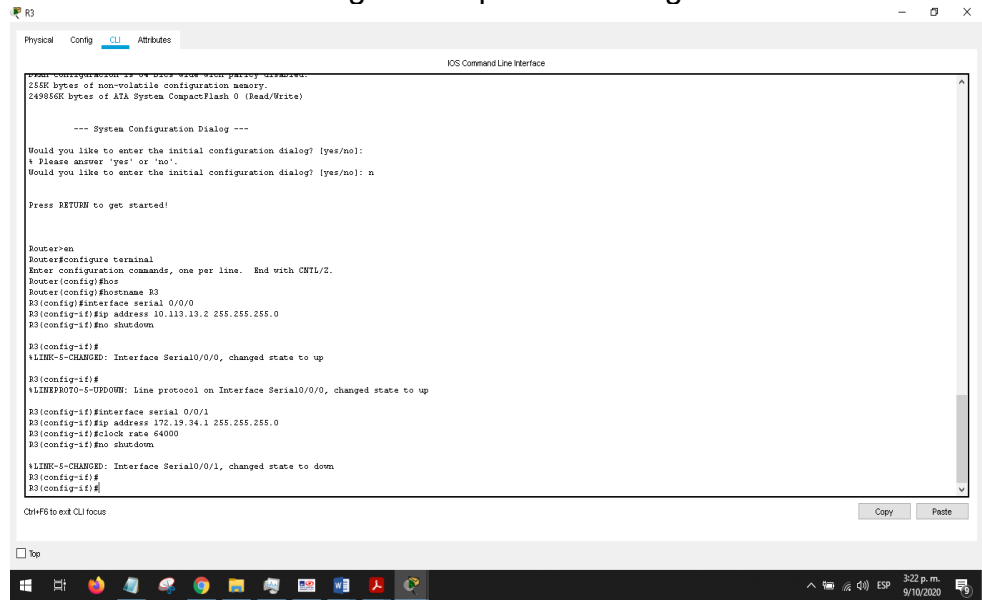 R3
Physical Config CLI Attributes
IOS Command Line Interface
255K bytes of non-volatile configuration memory.
249856K bytes of ATA System CompactFlash 0 (Read/Write)
--- System Configuration Dialog ---
Would you like to enter the initial configuration dialog? [yes/no]:
% Please answer 'yes' or 'no'.
Would you like to enter the initial configuration dialog? [yes/no]: n
Press RETURN to get started!
Router>en
Router#configure terminal
Enter configuration commands, one per line. End with CNTL/Z.
Router(config)#hos
Router(config)#hostname R3
R3(config)#interface serial 0/0/0
R3(config-if)#ip address 10.113.13.2 255.255.255.0
R3(config-if)#no shutdown
R3(config-if)#
%LINK-5-CHANGED: Interface Serial0/0/0, changed state to up
R3(config-if)#
%LINEPROTO-5-UPDOWN: Line protocol on Interface Serial0/0/0, changed state to up
R3(config-if)#interface serial 0/0/1
R3(config-if)#ip address 172.19.34.1 255.255.255.0
R3(config-if)#clock rate 64000
R3(config-if)#no shutdown
%LINK-5-CHANGED: Interface Serial0/0/1, changed state to down
R3(config-if)#
R3(config-if)#
Ctrl+F6 to exit CLI focus
Copy Paste
Top
ESP
3:22 p. m.
9/10/2020
9